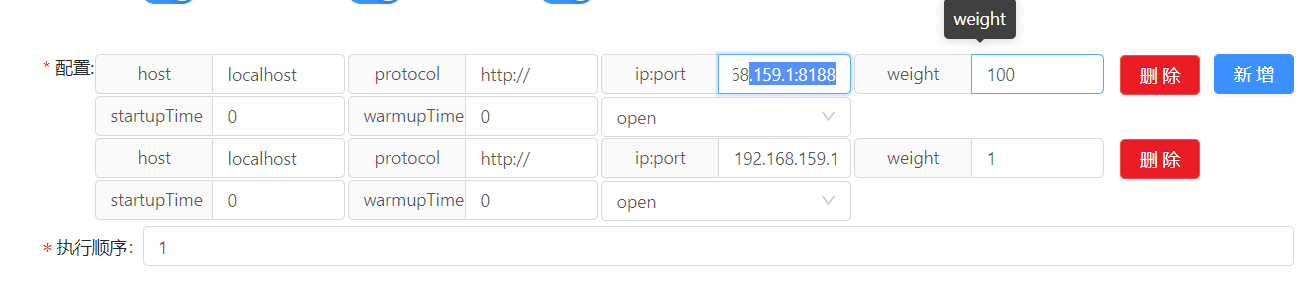 weight
* 配置: host localhost protocol http:// ip:port 58.159.1:8188 weight 100 删 除 新 增
startupTime 0 warmupTime 0 open
host localhost protocol http:// ip:port 192.168.159.1 weight 1 删 除
startupTime 0 warmupTime 0 open
* 执行顺序: 1